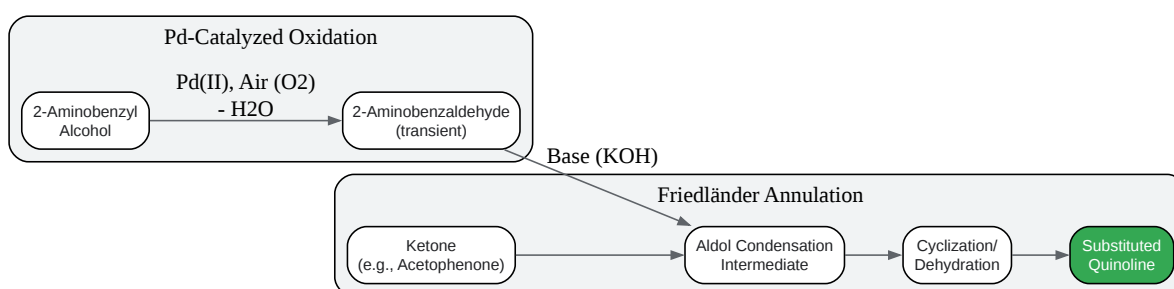 Pd-Catalyzed Oxidation
Pd(II), Air (O2)
- H2O
2-Aminobenzyl
Alcohol
2-Aminobenzaldehyde
(transient)
Base (KOH)
Friedländer Annulation
Ketone
(e.g., Acetophenone)
Aldol Condensation
Intermediate
Cyclization/
Dehydration
Substituted
Quinoline